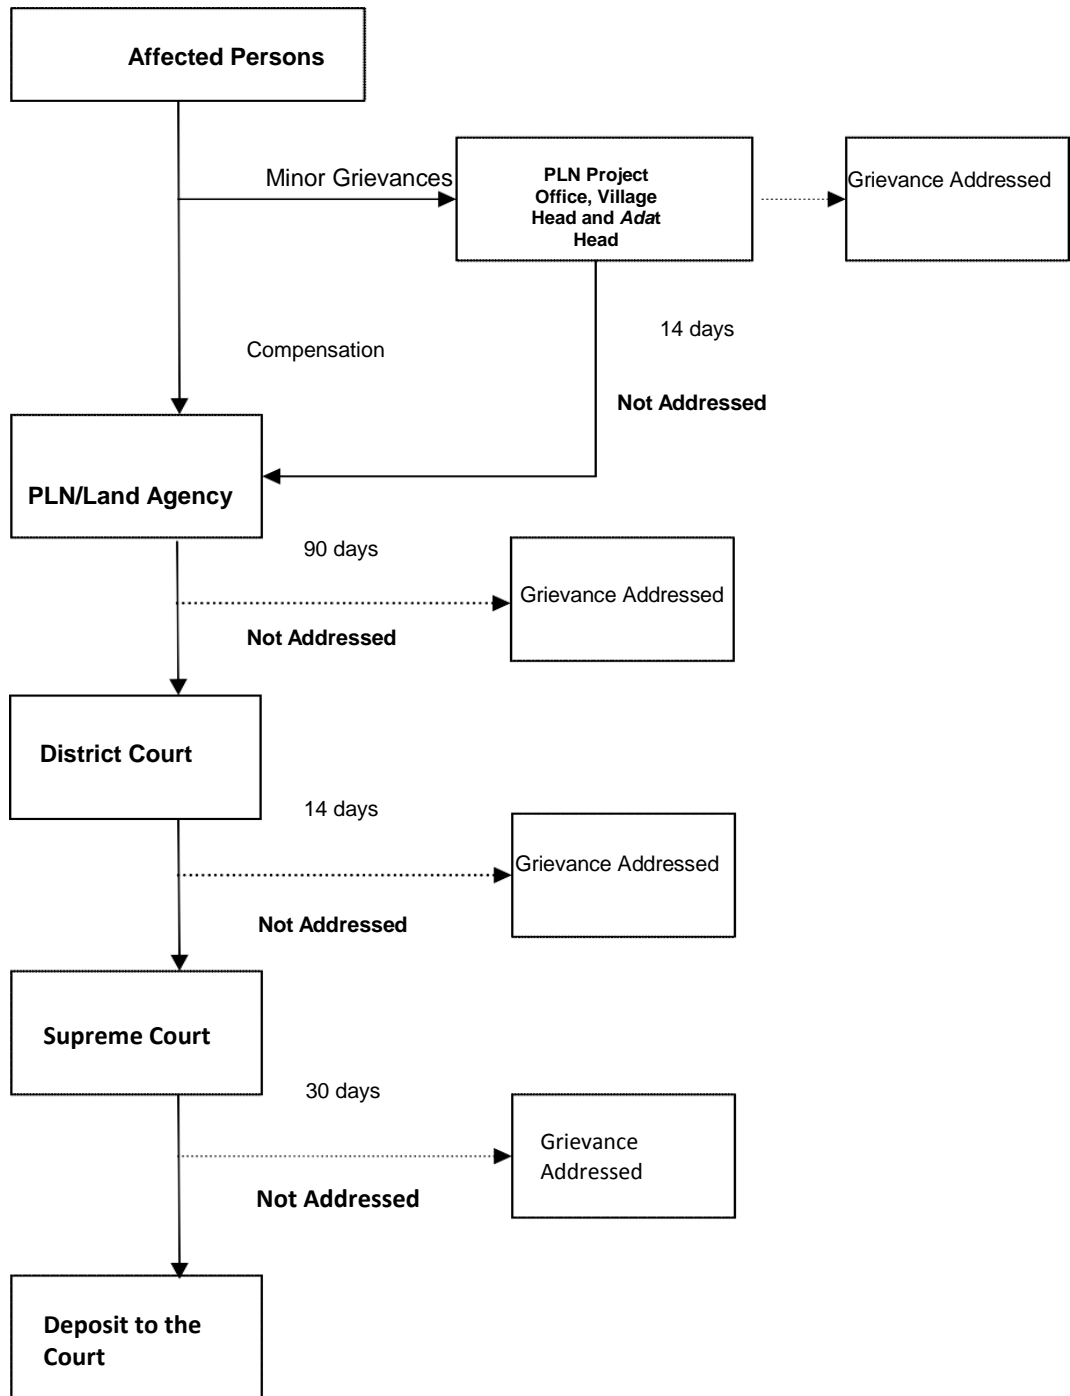 Affected Persons
Minor Grievances
PLN Project
Office, Village
Head and Adat
Head
Grievance Addressed
14 days
Compensation
Not Addressed
PLN/Land Agency
90 days
Grievance Addressed
Not Addressed
District Court
14 days
Grievance Addressed
Not Addressed
Supreme Court
30 days
Grievance
Addressed
Not Addressed
Deposit to the
Court